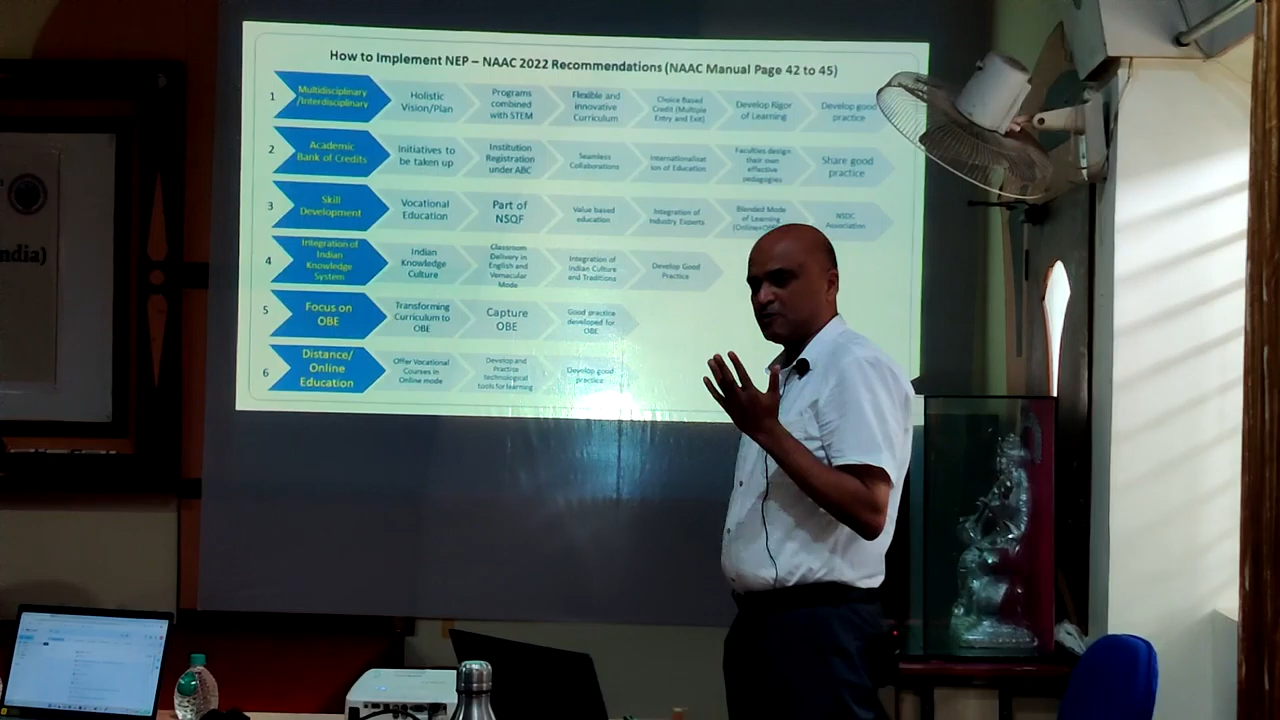 How to Implement NEP – NAAC 2022 Recommendations (NAAC Manual Page 42 to 45)
1
Multidisciplinary
/Interdisciplinary
Holistic
Vision/Plan
Programs
combined
with STEM
Flexible and
innovative
Curriculum
Choice Based
Credit (Multiple
Entry and Exit)
Develop Rigor
of Learning
Develop good
practice
2
Academic
Bank of Credits
Initiatives to
be taken up
Institution
Registration
under ABC
Seamless
Collaborations
Internationalisat
ion of Education
Faculties design
their own
effective
pedagogies
Share good
practice
3
Skill
Development
Vocational
Education
Part of
NSQF
Value based
education
Integration of
Industry Experts
Blended Mode
of Learning
NSDC
Association
4
Integration of
Indian
Knowledge
System
Indian
Knowledge
Culture
Classroom
Delivery in
English and
Vernacular
Mode
Integration of
Indian Culture
and Traditions
Develop Good
Practice
5
Focus on
OBE
Transforming
Curriculum to
OBE
Capture
OBE
Good practice
developed for
OBE
6
Distance/
Online
Education
Offer Vocational
Courses in
Online mode
Develop and
Practice
technological
tools for learning
Develop good
practice
ndia)